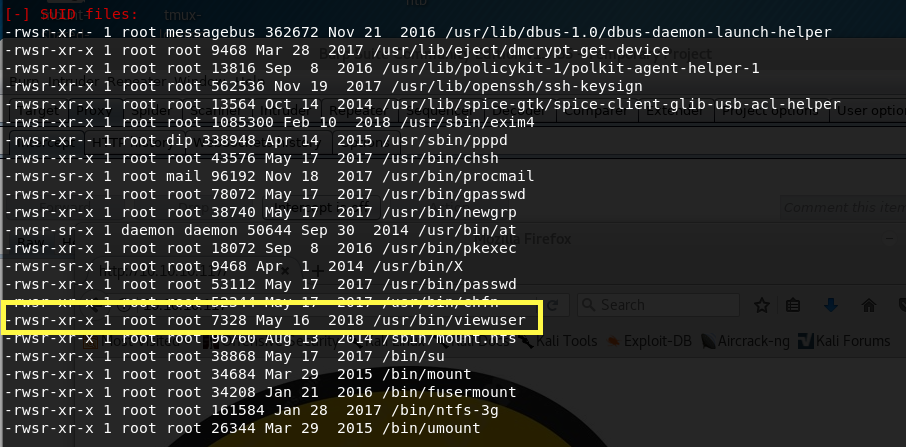 [-] SUID files:
-rwsr-xr-- 1 root messagebus 362672 Nov 21  2016 /usr/lib/dbus-1.0/dbus-daemon-launch-helper
-rwsr-xr-x 1 root root 9468 Mar 28  2017 /usr/lib/eject/dmcrypt-get-device
-rwsr-xr-x 1 root root 13816 Sep  8  2016 /usr/lib/policykit-1/polkit-agent-helper-1
-rwsr-xr-x 1 root root 562536 Nov 19  2017 /usr/lib/openssh/ssh-keysign
-rwsr-xr-x 1 root root 13564 Oct 14  2014 /usr/lib/spice-gtk/spice-client-glib-usb-acl-helper
-rwsr-xr-x 1 root root 1085300 Feb 10  2018 /usr/sbin/exim4
-rwsr-xr-- 1 root dip 338948 Apr 14  2015 /usr/sbin/pppd
-rwsr-xr-x 1 root root 43576 May 17  2017 /usr/bin/chsh
-rwsr-sr-x 1 root mail 96192 Nov 18  2017 /usr/bin/procmail
-rwsr-xr-x 1 root root 78072 May 17  2017 /usr/bin/gpasswd
-rwsr-xr-x 1 root root 38740 May 17  2017 /usr/bin/newgrp
-rwsr-sr-x 1 daemon daemon 50644 Sep 30  2014 /usr/bin/at
-rwsr-xr-x 1 root root 18072 Sep  8  2016 /usr/bin/pkexec
-rwsr-sr-x 1 root root 9468 Apr  1  2014 /usr/bin/X
-rwsr-xr-x 1 root root 53112 May 17  2017 /usr/bin/passwd
-rwsr-xr-x 1 root root 52344 May 17  2017 /usr/bin/chfn
-rwsr-xr-x 1 root root 7328 May 16  2018 /usr/bin/viewuser
-rwsr-xr-x 1 root root
-rwsr-xr-x 1 root root 38868 May 17  2017 /bin/su
-rwsr-xr-x 1 root root 34684 Mar 29  2015 /bin/mount
-rwsr-xr-x 1 root root 34208 Jan 21  2016 /bin/fusermount
-rwsr-xr-x 1 root root 161584 Jan 28  2017 /bin/ntfs-3g
-rwsr-xr-x 1 root root 26344 Mar 29  2015 /bin/umount
tmux-
Comment this item
Mozilla Firefox
Search
Kali Tools
Exploit-DB
Aircrack-ng
Kali Forums